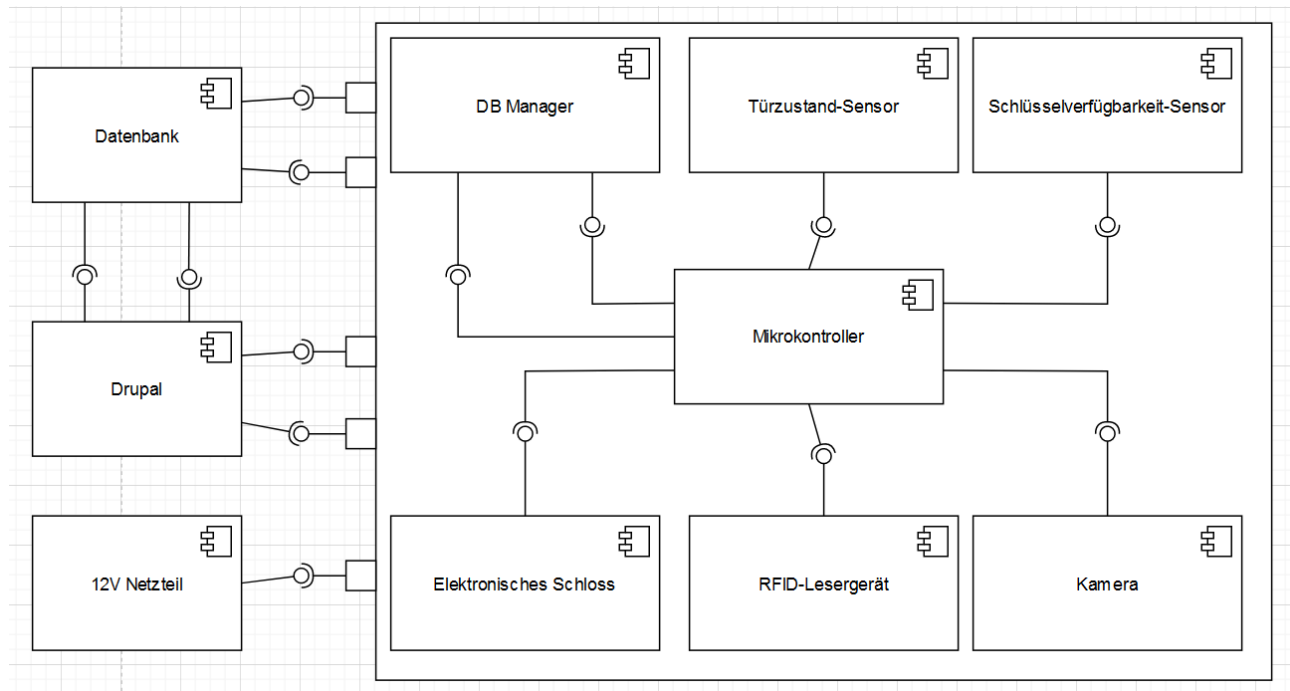 DB Manager
Türzustand-Sensor
Schlüsselverfügbarkeit-Sensor
Datenbank
Mikrokontroller
Drupal
12V Netzteil
Elektronisches Schloss
RFID-Lesergerät
Kamera